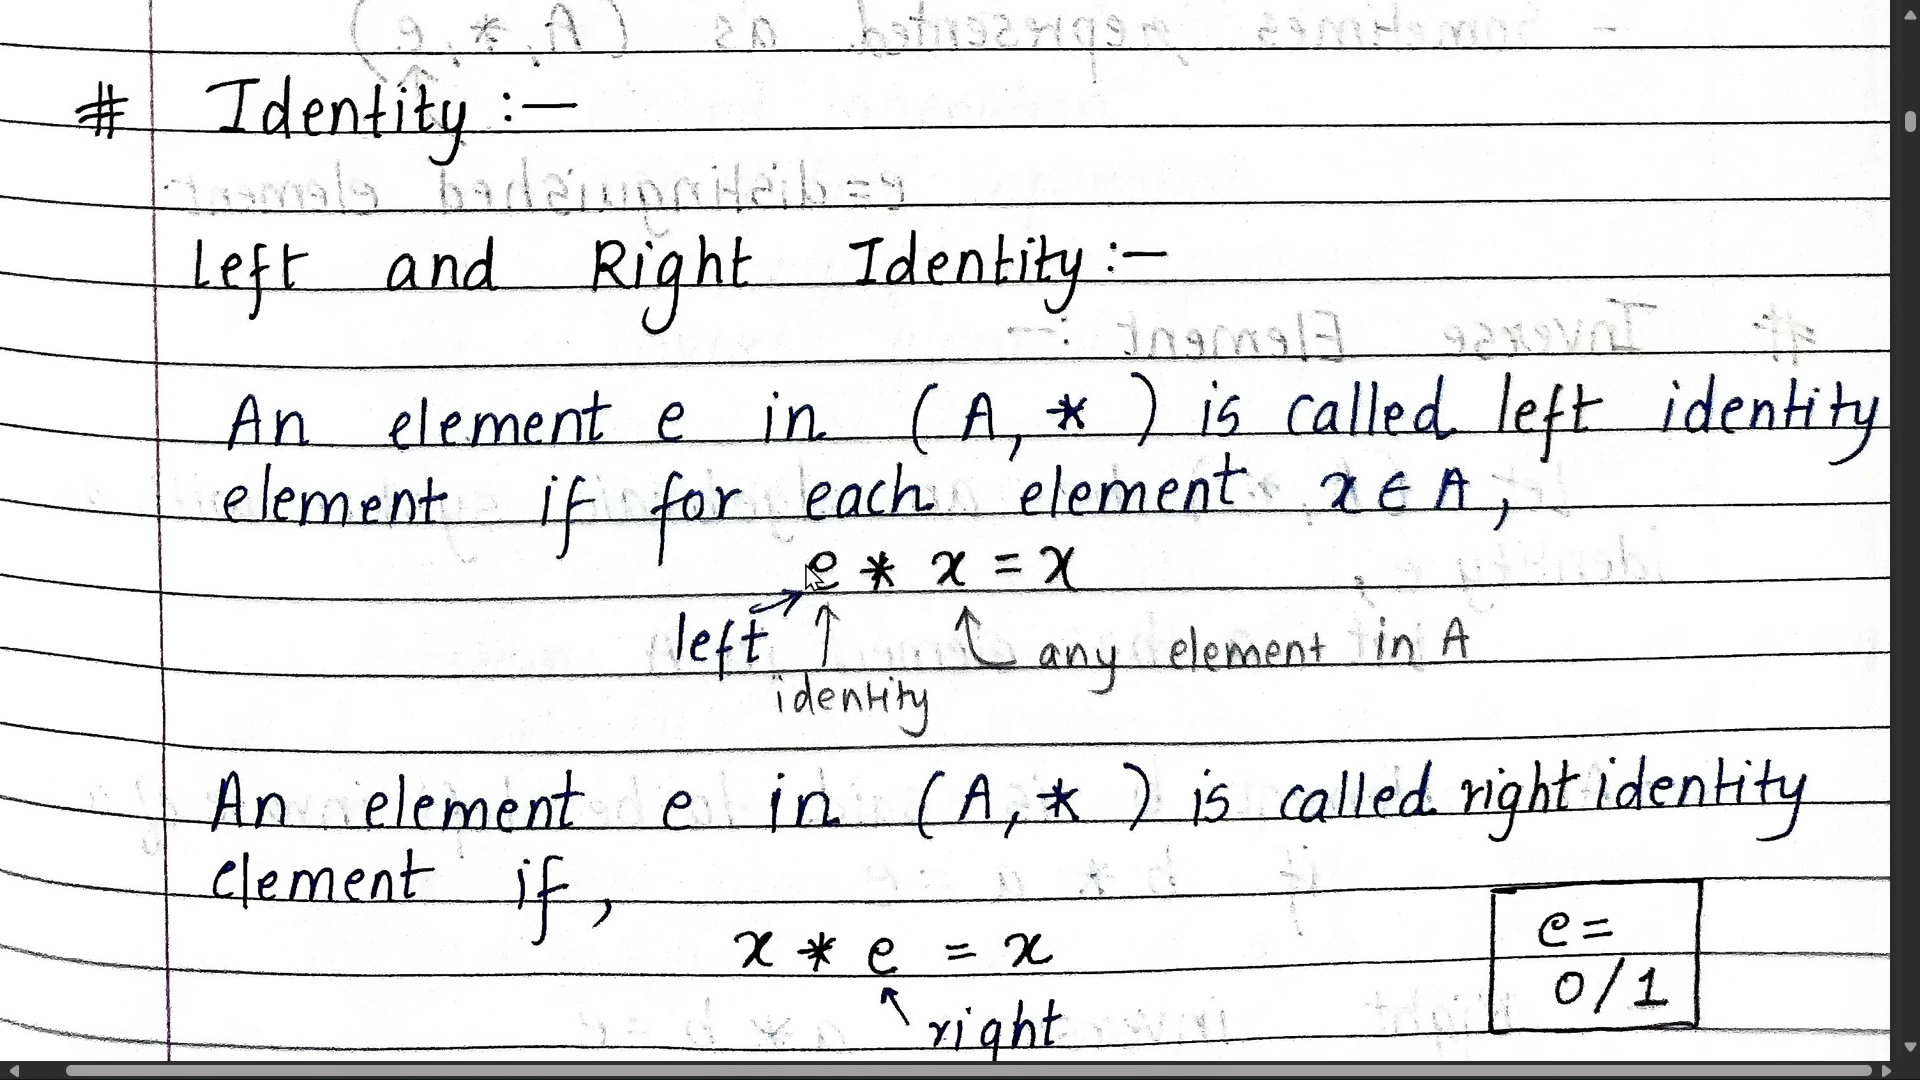 # Identity :-
Left and Right Identity :-
An element e in (A, *) is called left identity
element if for each element x ∈ A,
e * x = x
left
any element in A
identity
An element e in (A, *) is called right identity
element if,
x * e = x
right
e=
0/1